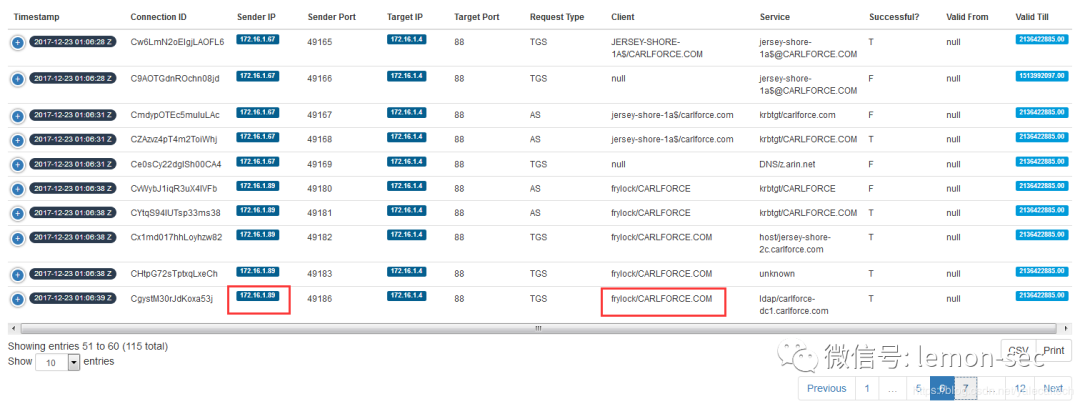 Timestamp Connection ID Sender IP Sender Port Target IP Target Port Request Type Client Service Successful? Valid From Valid Till
2017-12-23 01:06:28 Z Cw6LmN2oEIgjLAOFL6 172.16.1.67 49165 172.16.1.4 88 TGS JERSEY-SHORE- jersey-shore- T null 2136422885.00
1A$/CARLFORCE.COM 1a$@CARLFORCE.COM
2017-12-23 01:06:28 Z C9AOTGdnROchn08jd 172.16.1.67 49166 172.16.1.4 88 TGS null jersey-shore- F null 1513992097.00
1a$@CARLFORCE.COM
2017-12-23 01:06:31 Z CmdypOTEc5muIuLAc 172.16.1.67 49167 172.16.1.4 88 AS jersey-shore-1a$/carlforce.com krbtgt/carlforce.com F null 2136422885.00
2017-12-23 01:06:31 Z CZAzvz4pT4m2ToiWhj 172.16.1.67 49168 172.16.1.4 88 AS jersey-shore-1a$/carlforce.com krbtgt/CARLFORCE.COM T null 2136422885.00
2017-12-23 01:06:31 Z Ce0sCy22dgISh00CA4 172.16.1.67 49169 172.16.1.4 88 TGS null DNS/z.arin.net F null 2136422885.00
2017-12-23 01:06:38 Z CvWybJ1iqR3uX4IVFb 172.16.1.89 49180 172.16.1.4 88 AS frylock/CARLFORCE krbtgt/CARLFORCE F null 2136422885.00
2017-12-23 01:06:38 Z CYtqS94IUTsp33ms38 172.16.1.89 49181 172.16.1.4 88 AS frylock/CARLFORCE krbtgt/CARLFORCE.COM T null 2136422885.00
2017-12-23 01:06:38 Z Cx1md017hhLoyhzw82 172.16.1.89 49182 172.16.1.4 88 TGS frylock/CARLFORCE.COM host/jersey-shore- T null 2136422885.00
2c.carlforce.com
2017-12-23 01:06:38 Z CHtpG72sTptxqLxeCh 172.16.1.89 49183 172.16.1.4 88 TGS frylock/CARLFORCE.COM unknown T null 2136422885.00
2017-12-23 01:06:39 Z CgystM30rJdKoxa53j 172.16.1.89 49186 172.16.1.4 88 TGS frylock/CARLFORCE.COM ldap/carlforce- T null 2136422885.00
dc1.carlforce.com
Showing entries 51 to 60 (115 total)
Show 10 entries
CSV Print
微信号: lemon-sec
Previous 1 ... 5 6 7 ... 12 Next